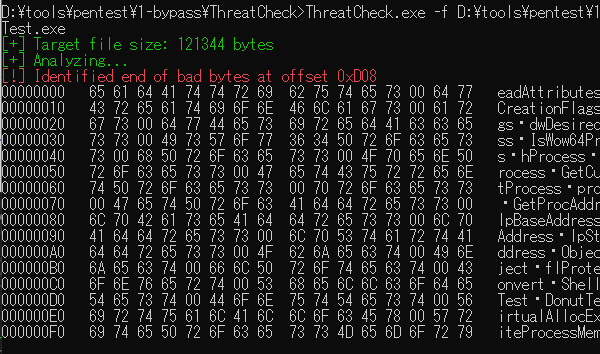 D:\tools\pentest\1-bypass\ThreatCheck>ThreatCheck.exe -f D:\tools\pentest\1
Test.exe
[+] Target file size: 121344 bytes
[+] Analyzing...
[!] Identified end of bad bytes at offset 0xD08
00000000 65 61 64 41 74 74 72 69 62 75 74 65 73 00 64 77 eadAttributes
00000010 43 72 65 61 74 69 6F 6E 46 6C 61 67 73 00 61 72 CreationFlags
00000020 67 73 00 64 77 44 65 73 69 72 65 64 41 63 63 65 gs·dwDesired
00000030 73 73 00 49 73 57 6F 77 36 34 50 72 6F 63 65 73 ss·IsWow64Pr
00000040 73 00 68 50 72 6F 63 65 73 73 00 4F 70 65 6E 50 s·hProcess·
00000050 72 6F 63 65 73 73 00 47 65 74 43 75 72 72 65 6E rocess·GetCu
00000060 74 50 72 6F 63 65 73 73 00 70 72 6F 63 65 73 73 tProcess·pro
00000070 00 47 65 74 50 72 6F 63 41 64 64 72 65 73 73 00 ·GetProcAddr
00000080 6C 70 42 61 73 65 41 64 64 72 65 73 73 00 6C 70 lpBaseAddres
00000090 41 64 64 72 65 73 73 00 6C 70 53 74 61 72 74 41 Address·lpSt
000000A0 64 64 72 65 73 73 00 4F 62 6A 65 63 74 00 49 6E ddress·Objec
000000B0 6A 65 63 74 00 66 6C 50 72 6F 74 65 63 74 00 43 ject·flProte
000000C0 6F 6E 76 65 72 74 00 53 68 65 6C 6C 63 6F 64 65 onvert·Shell
000000D0 54 65 73 74 00 44 6F 6E 75 74 54 65 73 74 00 56 Test·DonutTe
000000E0 69 72 74 75 61 6C 41 6C 6C 6F 63 45 78 00 57 72 irtualAllocEx
000000F0 69 74 65 50 72 6F 63 65 73 73 4D 65 6D 6F 72 79 iteProcessMem